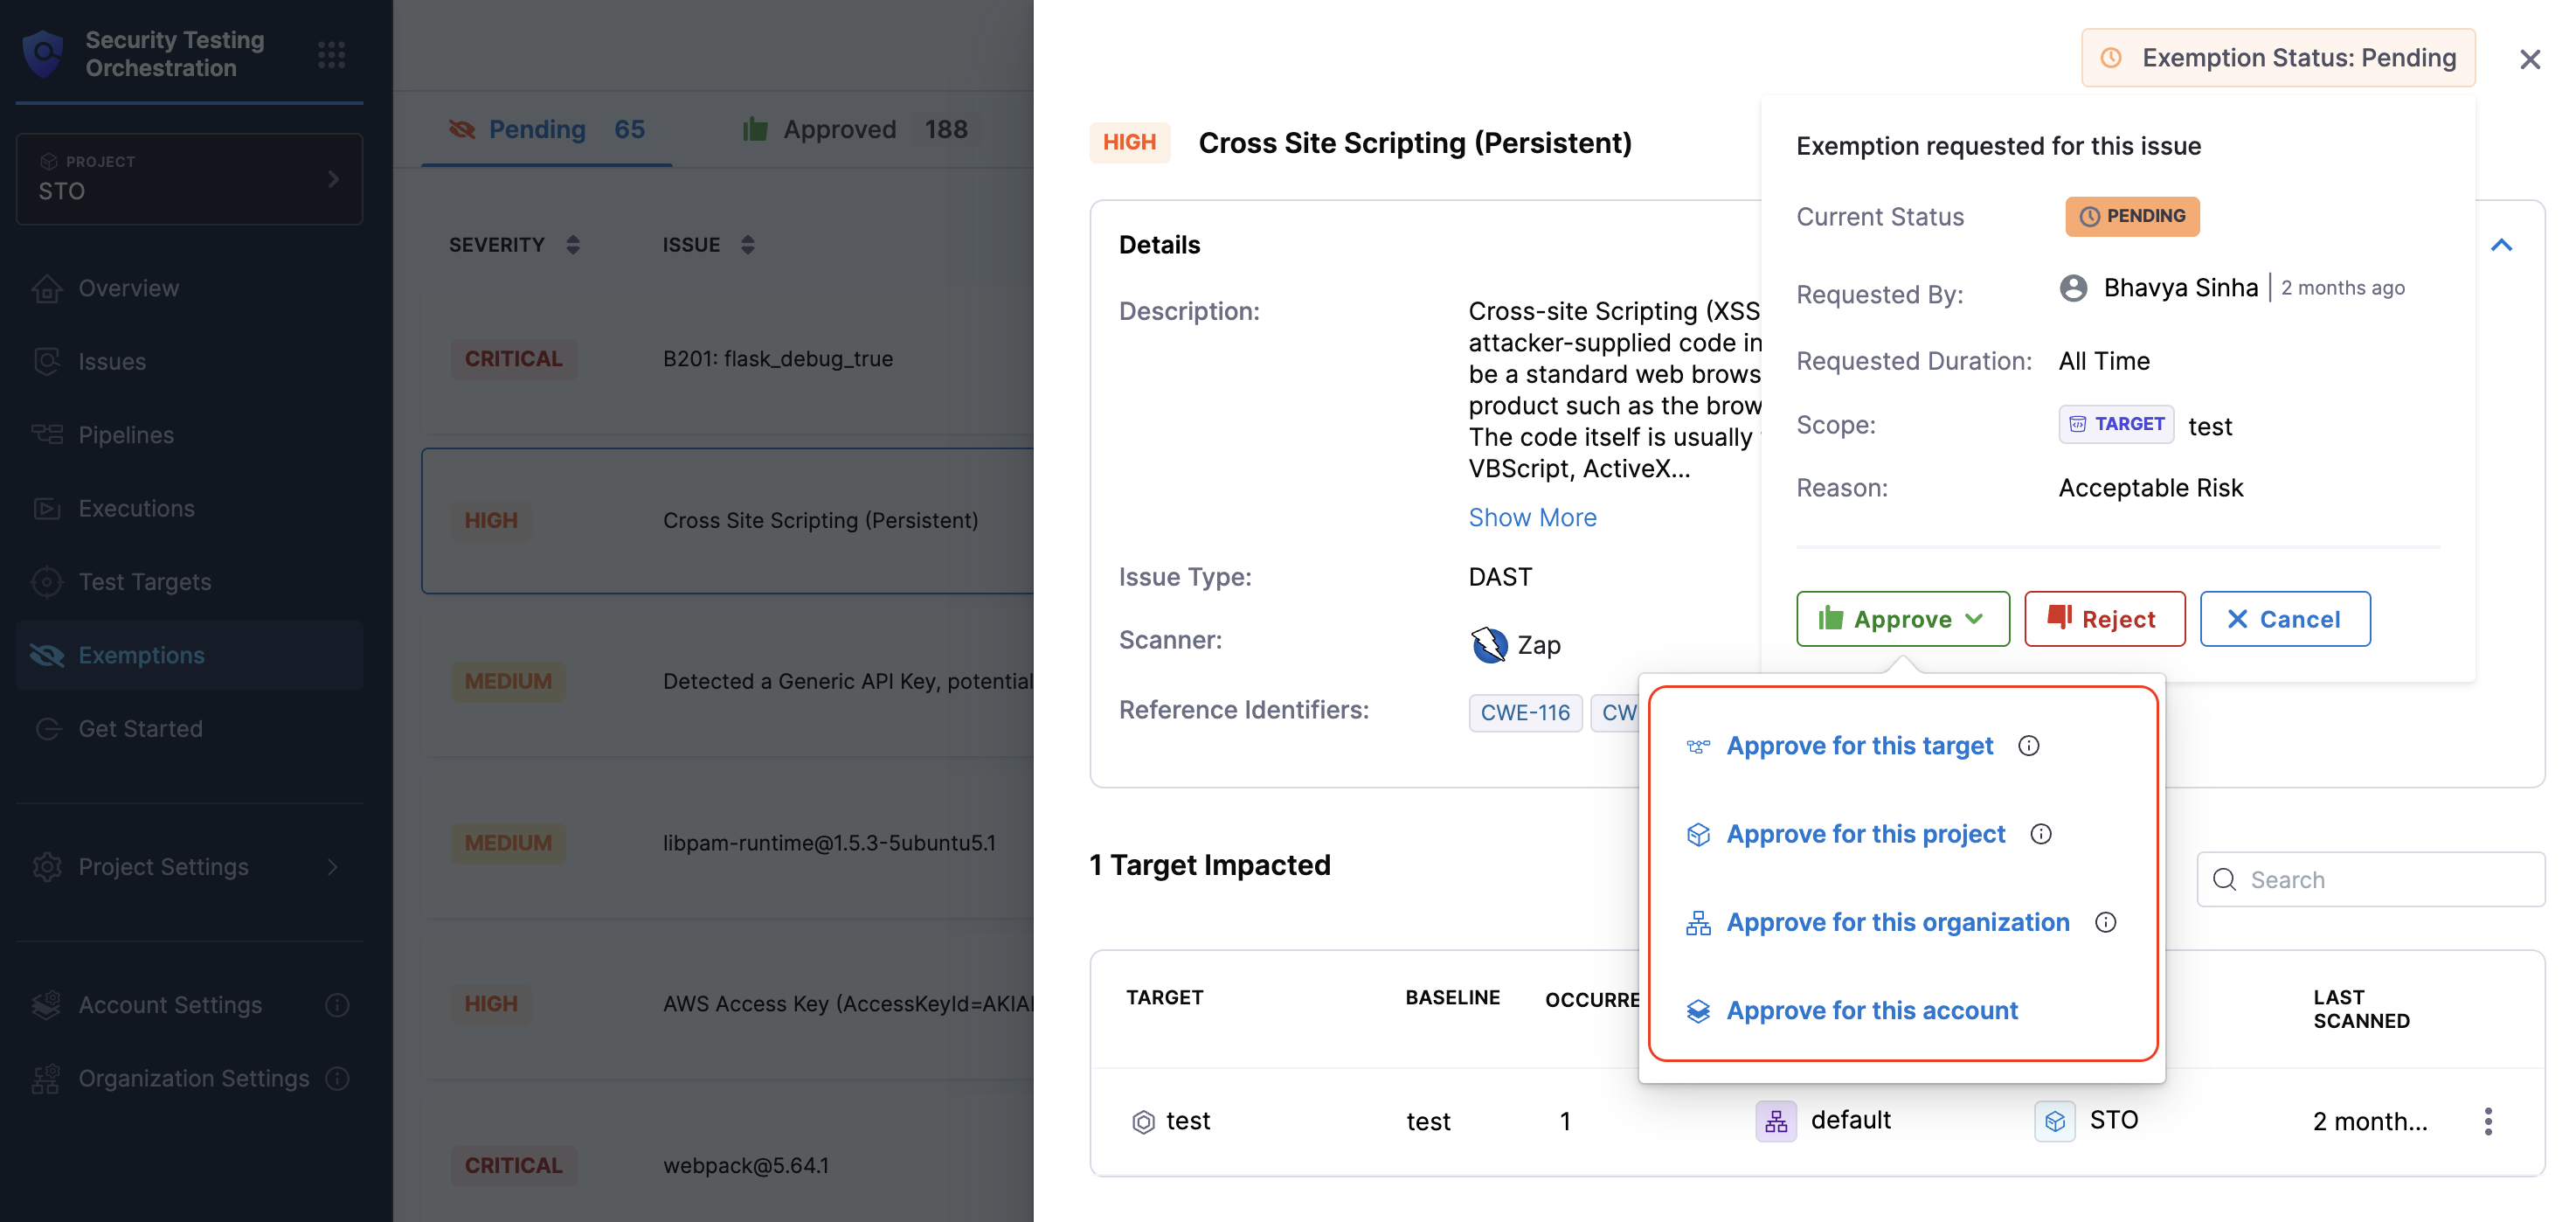 Security Testing
Orchestration
PROJECT
STO
Overview
Issues
Pipelines
Executions
Test Targets
Exemptions
Get Started
Project Settings
Account Settings
Organization Settings
Pending 65
Approved 188
SEVERITY ISSUE
CRITICAL B201: flask_debug_true
HIGH Cross Site Scripting (Persistent)
MEDIUM Detected a Generic API Key, potential
MEDIUM libpam-runtime@1.5.3-5ubuntu5.1
HIGH AWS Access Key (AccessKeyId=AKIA
CRITICAL webpack@5.64.1
Exemption Status: Pending
HIGH Cross Site Scripting (Persistent)
Details
Description:
Cross-site Scripting (XSS
attacker-supplied code in
be a standard web brows
product such as the brow
The code itself is usually
VBScript, ActiveX...
Show More
Issue Type: DAST
Scanner: Zap
Reference Identifiers: CWE-116 CW
Exemption requested for this issue
Current Status PENDING
Requested By: Bhavya Sinha | 2 months ago
Requested Duration: All Time
Scope: TARGET test
Reason: Acceptable Risk
Approve
Reject
Cancel
Approve for this target
Approve for this project
Approve for this organization
Approve for this account
1 Target Impacted
Search
TARGET BASELINE OCCURRE LAST
SCANNED
test test 1 default STO 2 month...